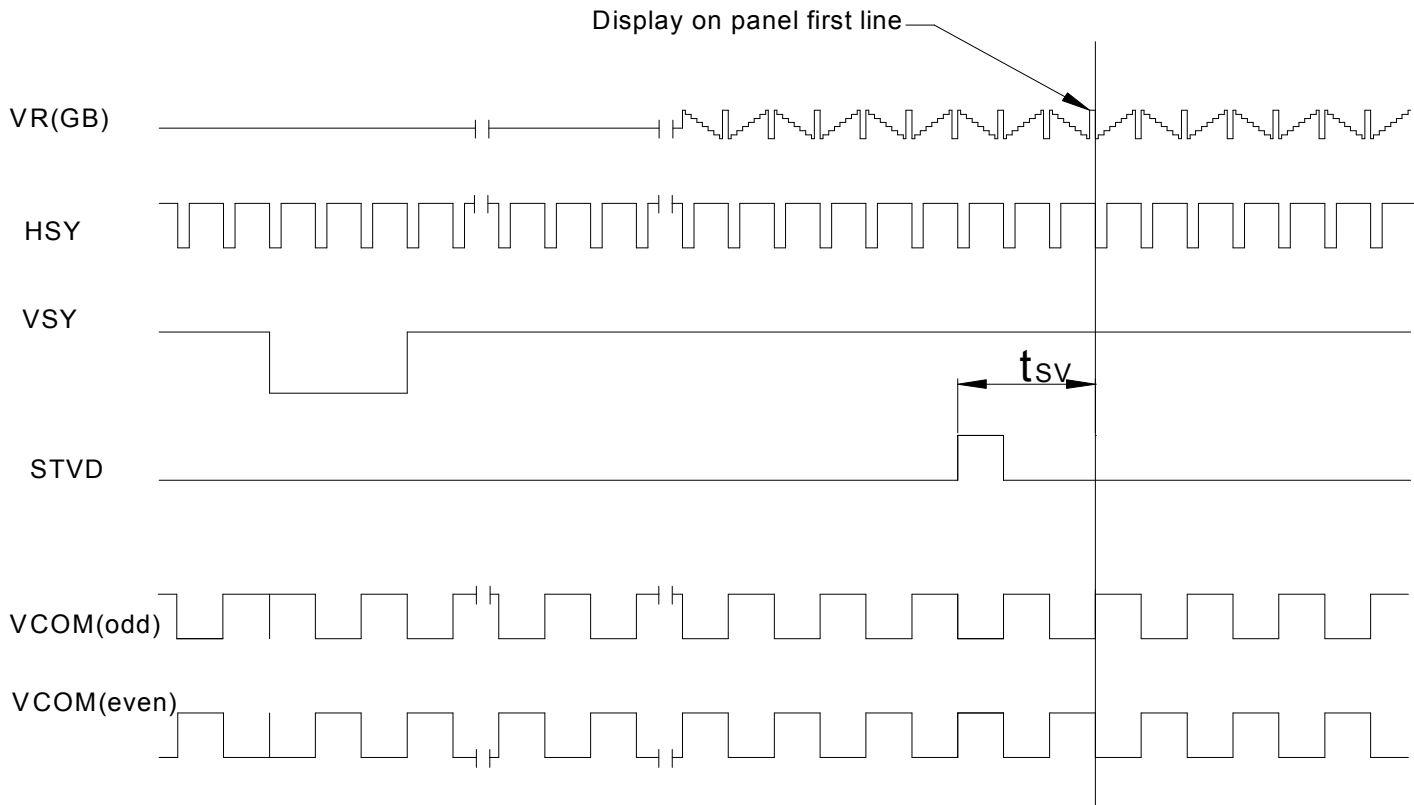 Display on panel first line
VR(GB)
HSY
VSY
tsv
STVD
VCOM(odd)
VCOM(even)